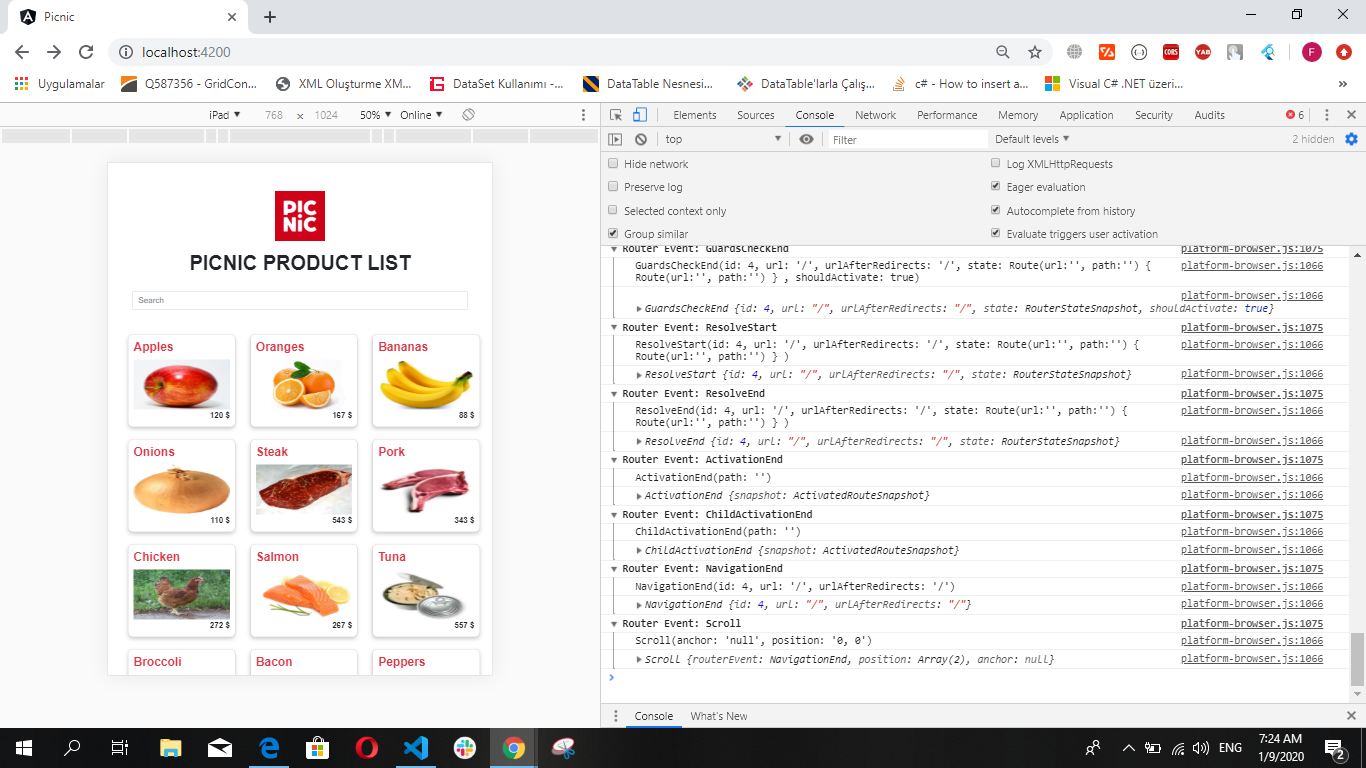 Picnic
localhost:4200
CORS
YAB
F
Uygulamalar
Q587356 - GridCon...
XML Oluşturme XM...
DataSet Kullanımı -...
DataTable Nesnesi...
DataTable'larla Çalış...
c# - How to insert a...
Visual C# .NET üzeri...
»
iPad ▼ 768 × 1024 50% ▼ Online ▼
Elements Sources Console Network Performance Memory Application Security Audits 6
top ▼ Filter Default levels ▼ 2 hidden
Hide network
Log XMLHttpRequests
Preserve log
Eager evaluation
Selected context only
Autocomplete from history
Group similar
Evaluate triggers user activation
PIC
NiC
PICNIC PRODUCT LIST
Search
Apples
120 $
Oranges
167 $
Bananas
88 $
Onions
110 $
Steak
543 $
Pork
343 $
Chicken
272 $
Salmon
267 $
Tuna
557 $
Broccoli
Bacon
Peppers
▼ Router Event: GuardsCheckEnd platform-browser.js:1075
GuardsCheckEnd(id: 4, url: '/', urlAfterRedirects: '/', state: Route(url:'', path:'') { platform-browser.js:1066
Route(url:'', path:'') } , shouldActivate: true)
platform-browser.js:1066
▶ GuardsCheckEnd {id: 4, url: "/", urlAfterRedirects: "/", state: RouterStateSnapshot, shouldActivate: true}
▼ Router Event: ResolveStart platform-browser.js:1075
ResolveStart(id: 4, url: '/', urlAfterRedirects: '/', state: Route(url:'', path:'') { platform-browser.js:1066
Route(url:'', path:'') } )
▶ ResolveStart {id: 4, url: "/", urlAfterRedirects: "/", state: RouterStateSnapshot} platform-browser.js:1066
▼ Router Event: ResolveEnd platform-browser.js:1075
ResolveEnd(id: 4, url: '/', urlAfterRedirects: '/', state: Route(url:'', path:'') { platform-browser.js:1066
Route(url:'', path:'') } )
▶ ResolveEnd {id: 4, url: "/", urlAfterRedirects: "/", state: RouterStateSnapshot} platform-browser.js:1066
▼ Router Event: ActivationEnd platform-browser.js:1075
ActivationEnd(path: '') platform-browser.js:1066
▶ ActivationEnd {snapshot: ActivatedRouteSnapshot} platform-browser.js:1066
▼ Router Event: ChildActivationEnd platform-browser.js:1075
ChildActivationEnd(path: '') platform-browser.js:1066
▶ ChildActivationEnd {snapshot: ActivatedRouteSnapshot} platform-browser.js:1066
▼ Router Event: NavigationEnd platform-browser.js:1075
NavigationEnd(id: 4, url: '/', urlAfterRedirects: '/') platform-browser.js:1066
▶ NavigationEnd {id: 4, url: "/", urlAfterRedirects: "/"} platform-browser.js:1066
▼ Router Event: Scroll platform-browser.js:1075
Scroll(anchor: 'null', position: '0, 0') platform-browser.js:1066
▶ Scroll {routerEvent: NavigationEnd, position: Array(2), anchor: null} platform-browser.js:1066
Console What's New
ENG
7:24 AM
1/9/2020
2